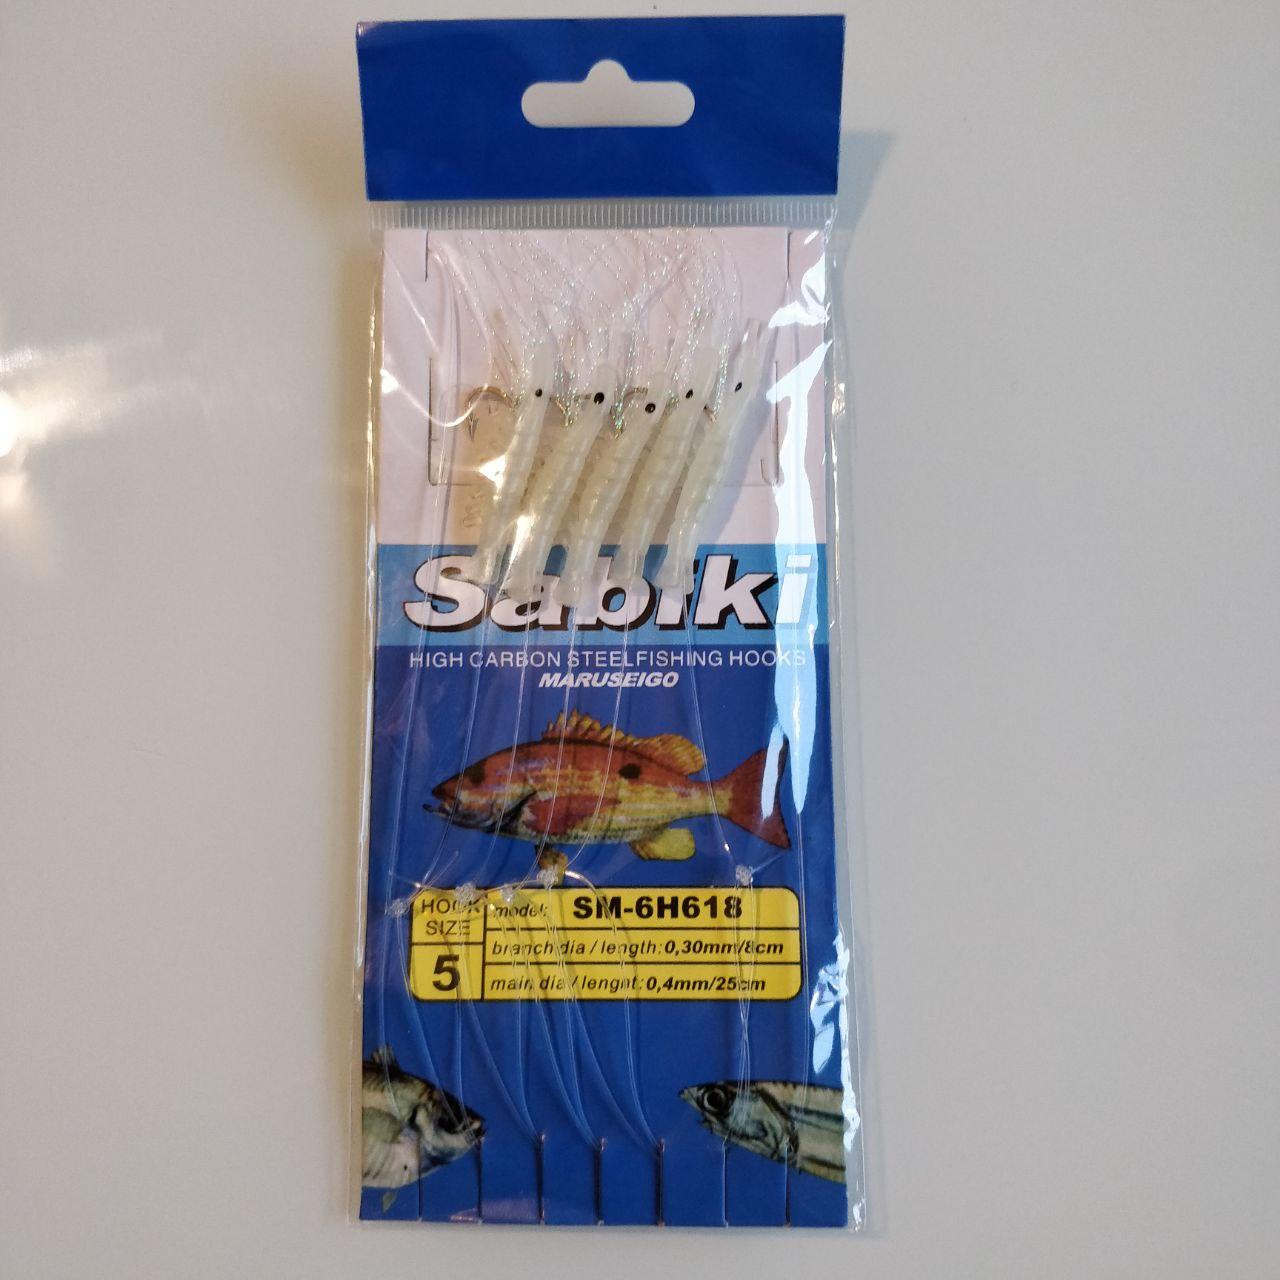 Sabiki
HIGH CARBON STEELFISHING HOOKS
MARUSEIGO
HOOK SIZE
5
model: SM-6H618
branch dia / length: 0,30mm/8cm
main dia / lenght: 0,4mm/25cm